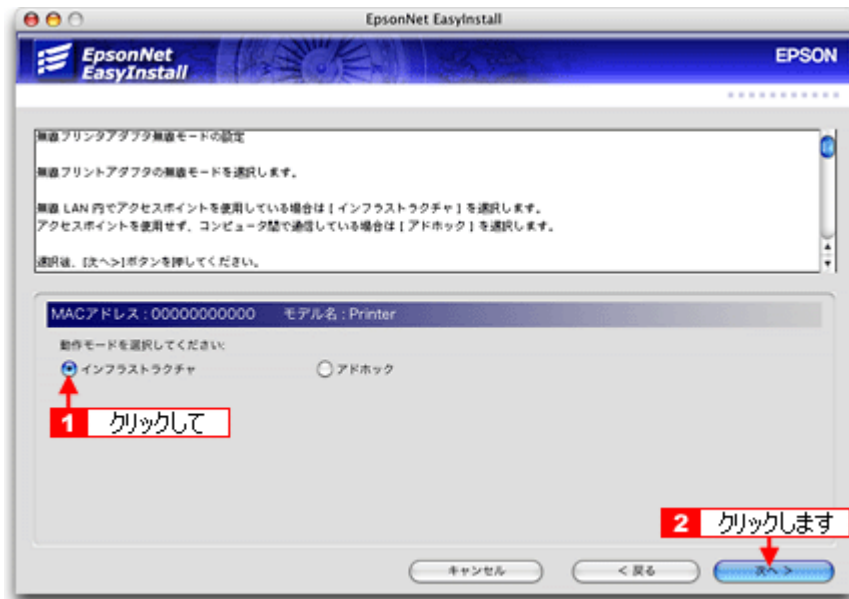 EpsonNet EasyInstall
EpsonNet
EasyInstall
EPSON
無線プリンタアダプタ無線モードの設定
無線プリントアダプタの無線モードを選択します。
無線 LAN 内でアクセスポイントを使用している場合は [ インフラストラクチャ ] を選択します。
アクセスポイントを使用せず、コンピュータ間で通信している場合は [ アドホック ] を選択します。
選択後、[次へ>]ボタンを押してください。
MACアドレス : 00000000000 モデル名 : Printer
動作モードを選択してください:
インフラストラクチャ アドホック
1 クリックして
2 クリックします
キャンセル < 戻る 次へ >